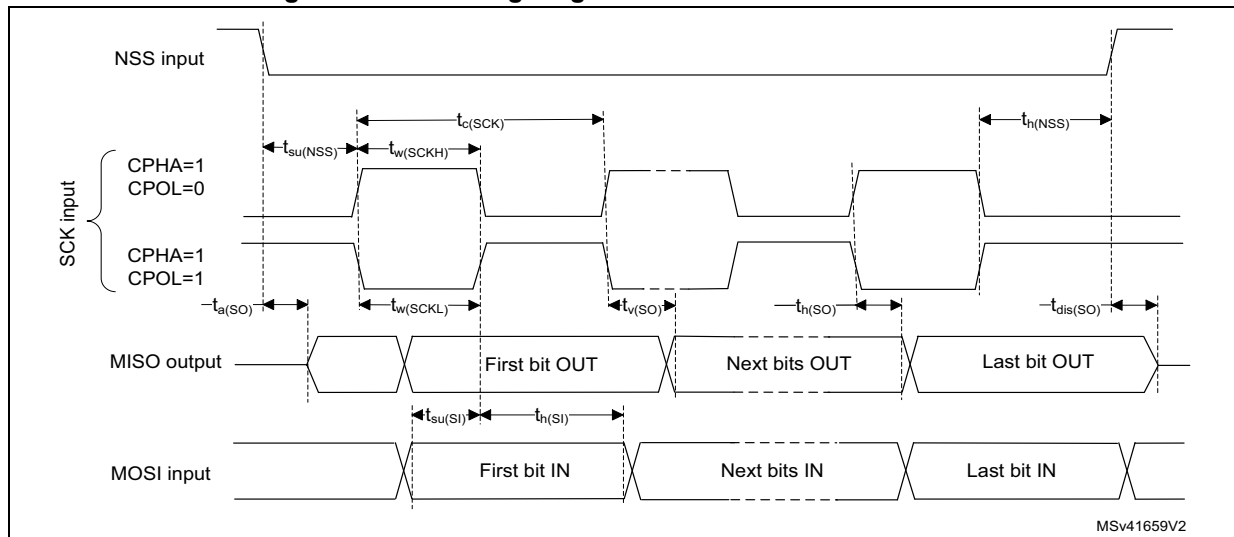 NSS input
tc(SCK)
th(NSS)
tsu(NSS)
tw(SCKH)
SCK input
CPHA=1
CPOL=0
CPHA=1
CPOL=1
ta(SO)
tw(SCKL)
tv(SO)
th(SO)
tdis(SO)
MISO output
First bit OUT
Next bits OUT
Last bit OUT
tsu(SI)
th(SI)
MOSI input
First bit IN
Next bits IN
Last bit IN
MSv41659V2